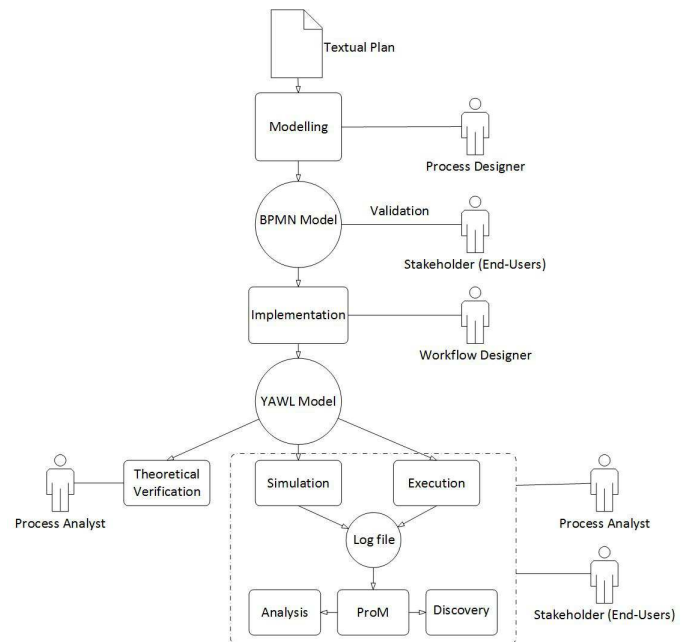 Textual Plan
Modelling
Process Designer
BPMN Model
Validation
Stakeholder (End-Users)
Implementation
Workflow Designer
YAWL Model
Theoretical
Verification
Process Analyst
Simulation
Execution
Process Analyst
Log file
Analysis
ProM
Discovery
Stakeholder (End-Users)